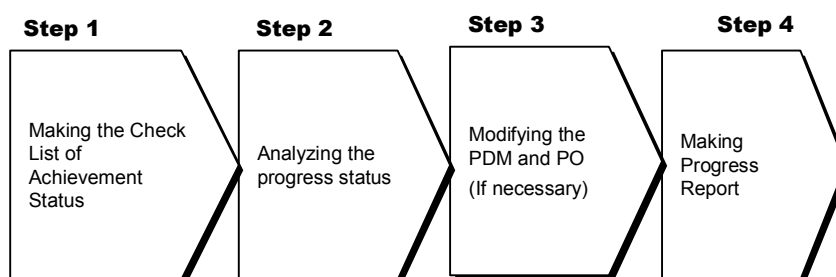 Step 1
Step 2
Step 3
Step 4
Making the Check
List of
Achievement
Status
Analyzing the
progress status
Modifying the
PDM and PO
(If necessary)
Making
Progress
Report